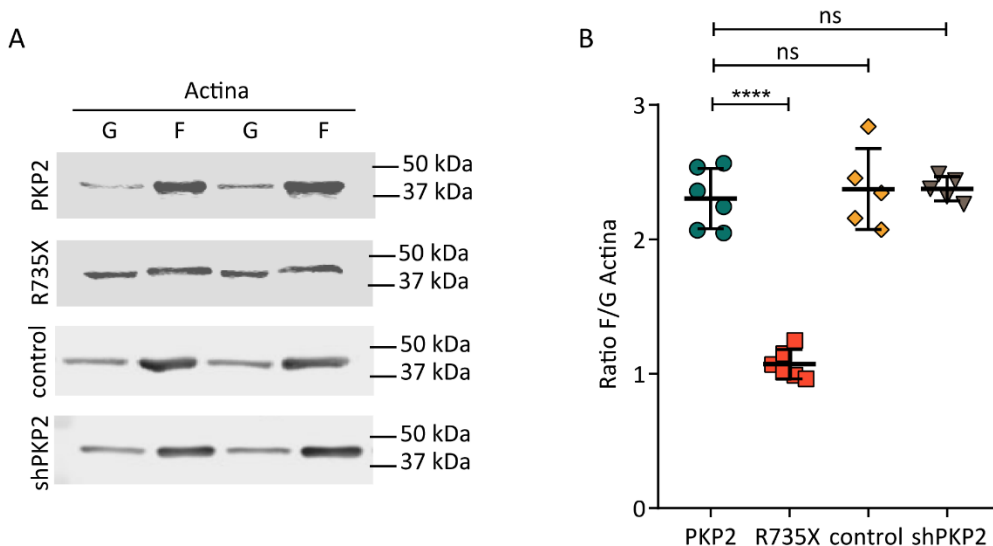 A
Actina
G F G F
PKP2
50 kDa
37 kDa
R735X
50 kDa
37 kDa
control
50 kDa
37 kDa
shPKP2
50 kDa
37 kDa
B
ns
ns
****
Ratio F/G Actina
3
2
1
0
PKP2 R735X control shPKP2